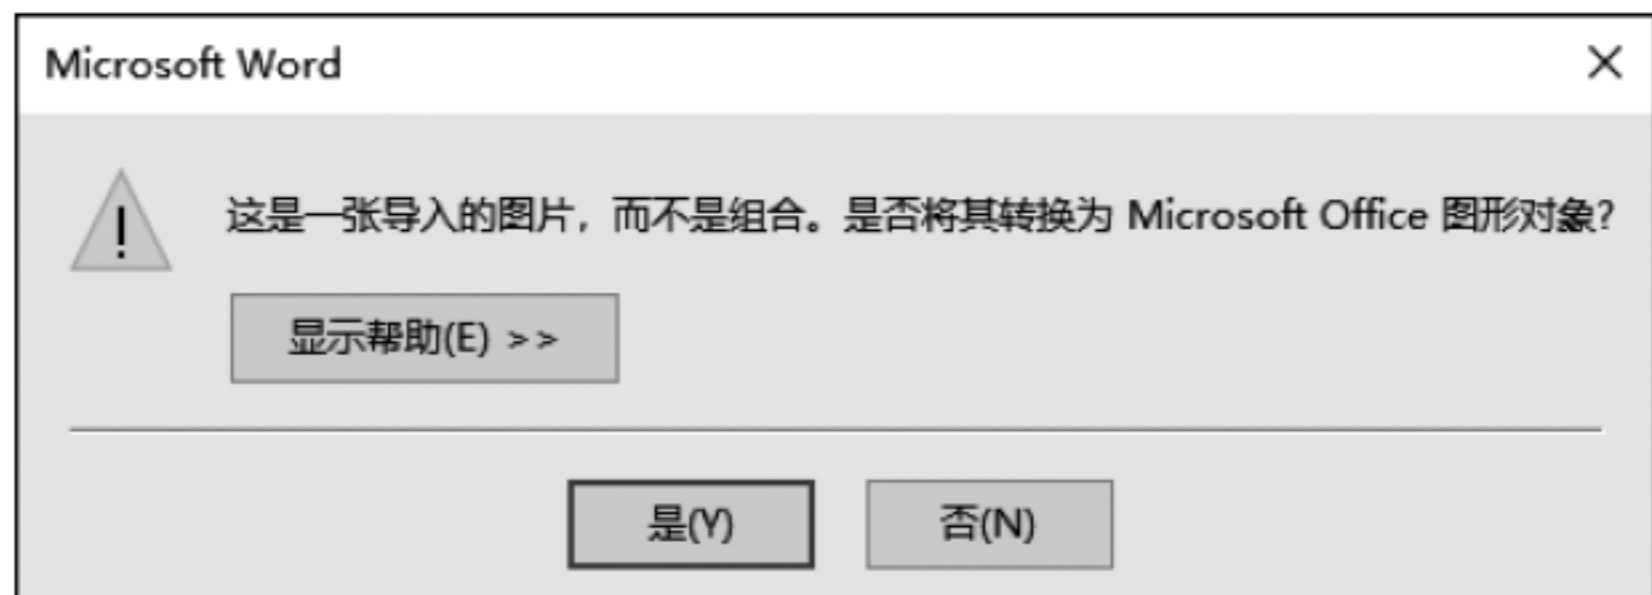 Microsoft Word
这是一张导入的图片，而不是组合。是否将其转换为 Microsoft Office 图形对象?
显示帮助(E) >>
是(Y)
否(N)